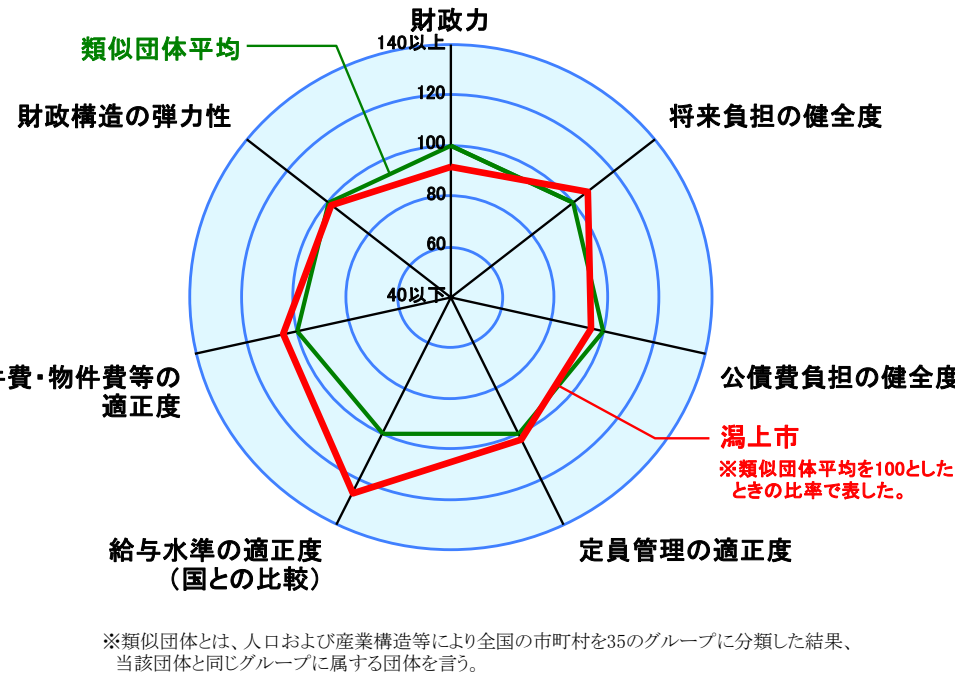 財政力
140以上
類似団体平均
120
財政構造の弾力性
将来負担の健全度
100
80
60
40以下
件費・物件費等の
適正度
公債費負担の健全度
潟上市
※類似団体平均を100とした
ときの比率で表した。
給与水準の適正度
（国との比較）
定員管理の適正度
※類似団体とは、人口および産業構造等により全国の市町村を35のグループに分類した結果、
当該団体と同じグループに属する団体を言う。